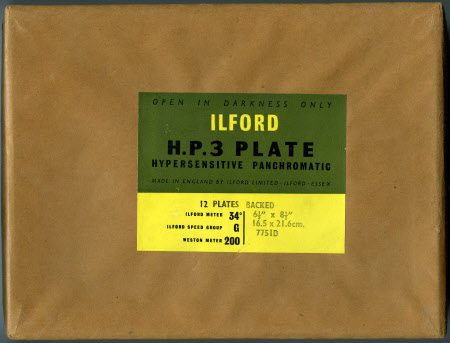 OPEN IN DARKNESS ONLY
ILFORD
H.P.3 PLATE
HYPERSENSITIVE PANCHROMATIC
MADE IN ENGLAND BY ILFORD LIMITED · ILFORD · ESSEX
12 PLATES BACKED
ILFORD METER 34° 6½" x 8½"
ILFORD SPEED GROUP G 16.5 x 21.6cm.
7751D
WESTON METER 200